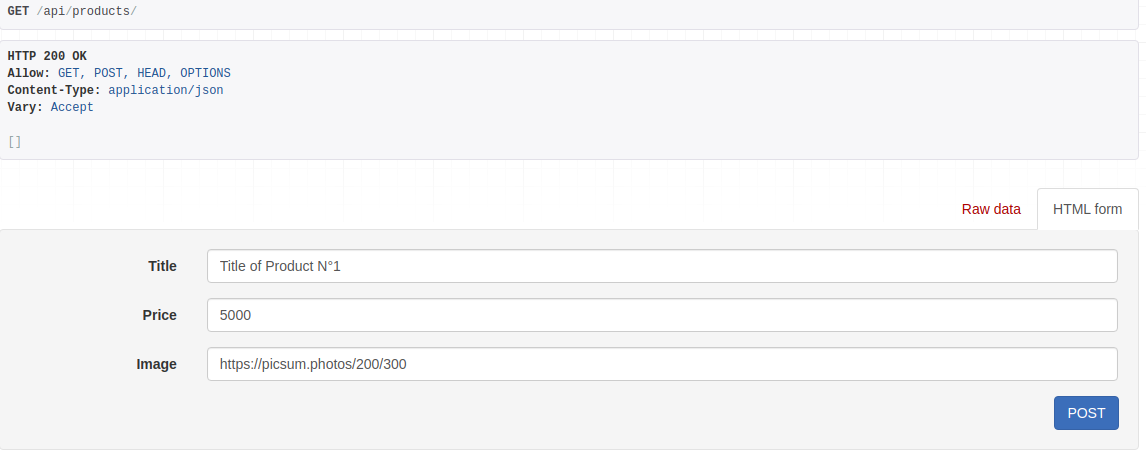 GET /api/products/
HTTP 200 OK
Allow: GET, POST, HEAD, OPTIONS
Content-Type: application/json
Vary: Accept
[]
Raw data HTML form
Title Title of Product N°1
Price 5000
Image https://picsum.photos/200/300
POST